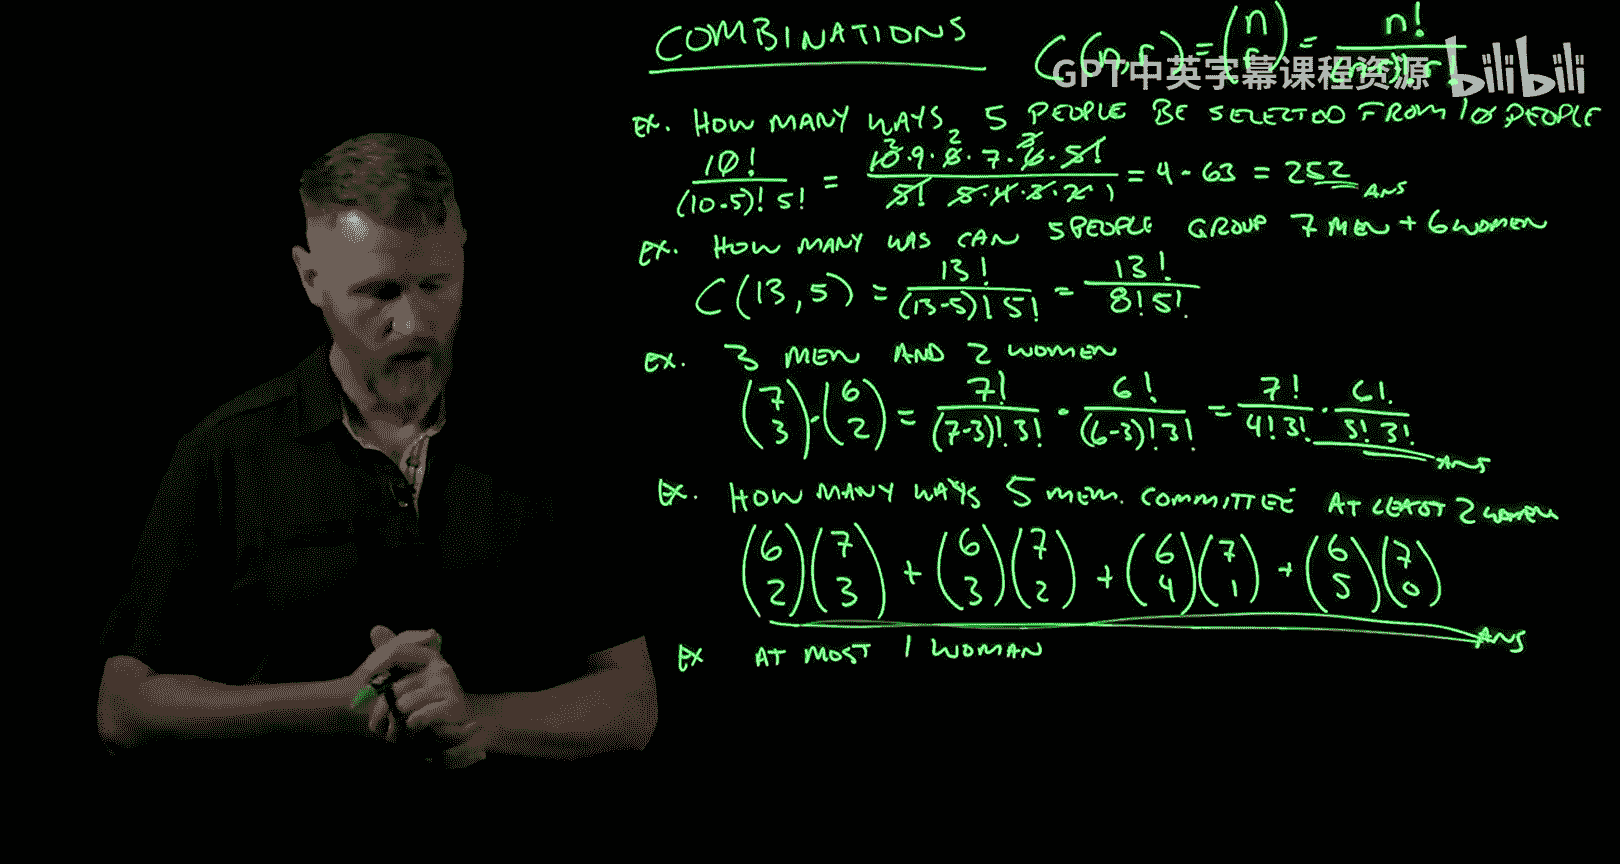 COMBINATIONS C(n,r) = (n r) = n! / (n-r)! r!
GPT中英字幕课程资源 bilibili
EX. HOW MANY WAYS 5 PEOPLE BE SELECTED FROM 10 PEOPLE
10! / (10-5)! 5! = 10·9·8·7·6·5! / 5! 5·4·3·2·1 = 4 · 63 = 252 ANS
EX. HOW MANY WAS CAN 5 PEOPLE GROUP 7 MEN + 6 WOMEN
C(13,5) = 13! / (13-5)! 5! = 13! / 8! 5!
EX. 3 MEN AND 2 WOMEN
(7 3)·(6 2) = 7! / (7-3)! 3! · 6! / (6-3)! 3! = 7! / 4! 3! · 6! / 3! 3! ANS
EX. HOW MANY WAYS 5 MEM. COMMITTEE AT LEAST 2 WOMEN
(6 2)(7 3) + (6 3)(7 2) + (6 4)(7 1) + (6 5)(7 0) ANS
EX AT MOST 1 WOMAN